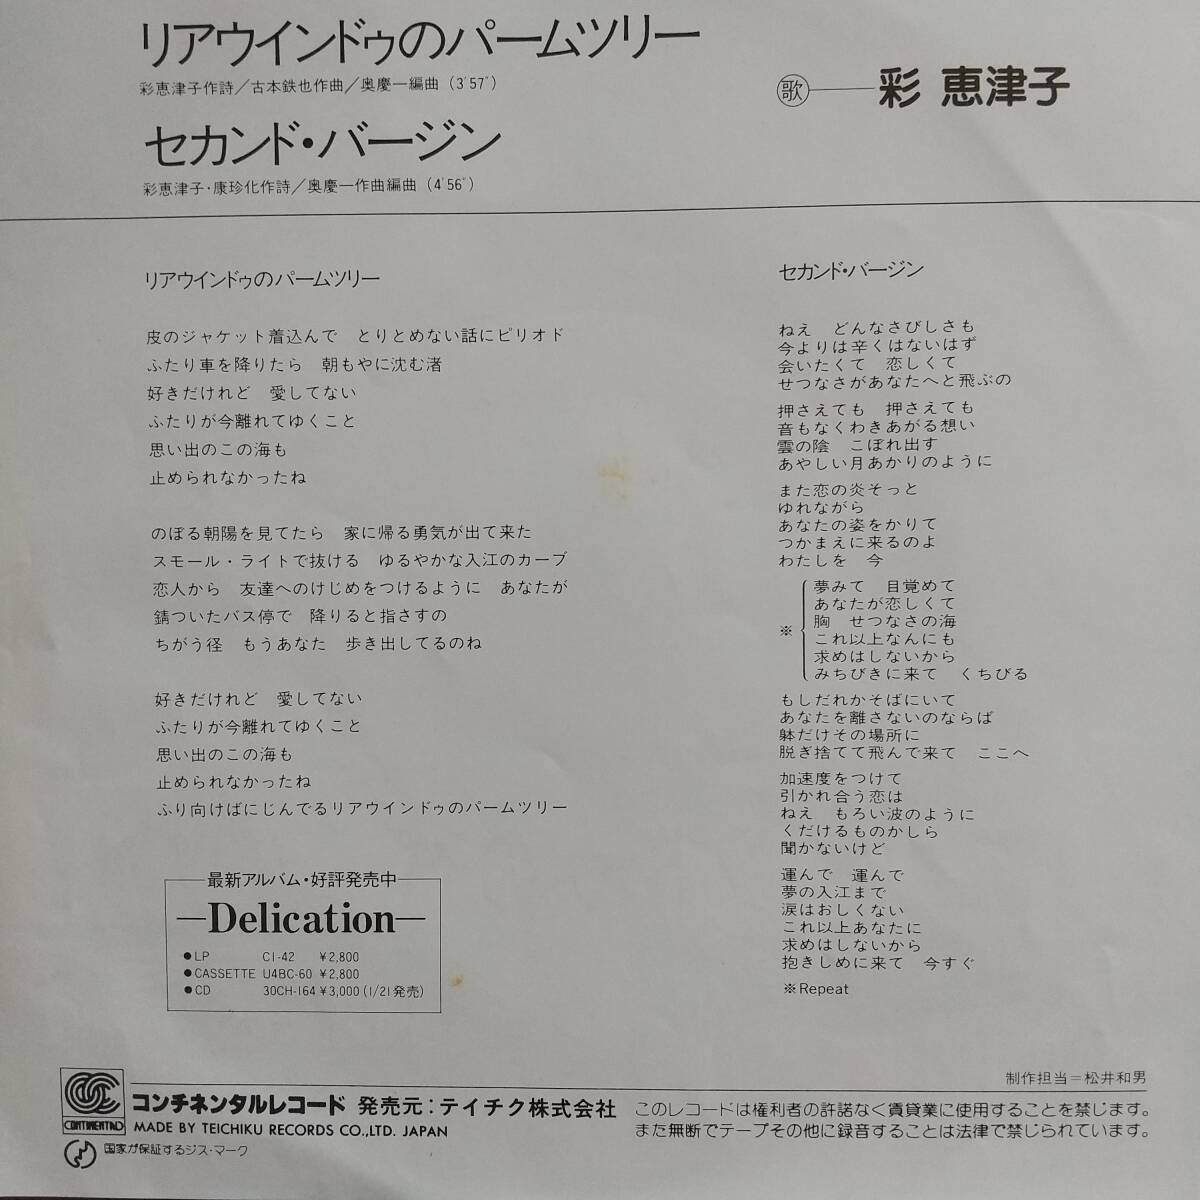 リアウインドゥのパームツリー
彩恵津子作詩／古本鉄也作曲／奥慶一編曲（3′57″）
歌 彩 恵津子
セカンド・バージン
彩恵津子・康珍化作詩／奥慶一作曲編曲（4′56″）
リアウインドゥのパームツリー
皮のジャケット着込んで　とりとめない話にピリオド
ふたり車を降りたら　朝もやに沈む渚
好きだけれど　愛してない
ふたりが今離れてゆくこと
思い出のこの海も
止められなかったね
のぼる朝陽を見てたら　家に帰る勇気が出て来た
スモール・ライトで抜ける　ゆるやかな入江のカーブ
恋人から　友達へのけじめをつけるように　あなたが
錆ついたバス停で　降りると指さすの
ちがう径　もうあなた　歩き出してるのね
好きだけれど　愛してない
ふたりが今離れてゆくこと
思い出のこの海も
止められなかったね
ふり向けばにじんでるリアウインドゥのパームツリー
セカンド・バージン
ねえ　どんなさびしさも
今よりは辛くはないはず
会いたくて　恋しくて
せつなさがあなたへと飛ぶの
押さえても　押さえても
音もなくわきあがる想い
雲の陰　こぼれ出す
あやしい月あかりのように
また恋の炎そっと
ゆれながら
あなたの姿をかりて
つかまえに来るのよ
わたしを　今
※
夢みて　目覚めて
あなたが恋しくて
胸　せつなさの海
これ以上なんにも
求めはしないから
みちびきに来て　くちびる
もしだれかそばにいて
あなたを離さないのならば
躰だけその場所に
脱ぎ捨てて飛んで来て　ここへ
加速度をつけて
引かれ合う恋は
ねえ　もろい波のように
くだけるものかしら
聞かないけど
運んで　運んで
夢の入江まで
涙はおしくない
これ以上あなたに
求めはしないから
抱きしめに来て　今すぐ
※Repeat
最新アルバム・好評発売中
—Delication—
●LP CI-42 ￥2,800
●CASSETTE U4BC-60 ￥2,800
●CD 30CH-164 ￥3,000（1/21発売）
制作担当＝松井和男
CONTINENTAL
コンチネンタルレコード 発売元：テイチク株式会社
MADE BY TEICHIKU RECORDS CO.,LTD. JAPAN
国家が保証するジス・マーク
このレコードは権利者の許諾なく賃貸業に使用することを禁じます。
また無断でテープその他に録音することは法律で禁じられています。